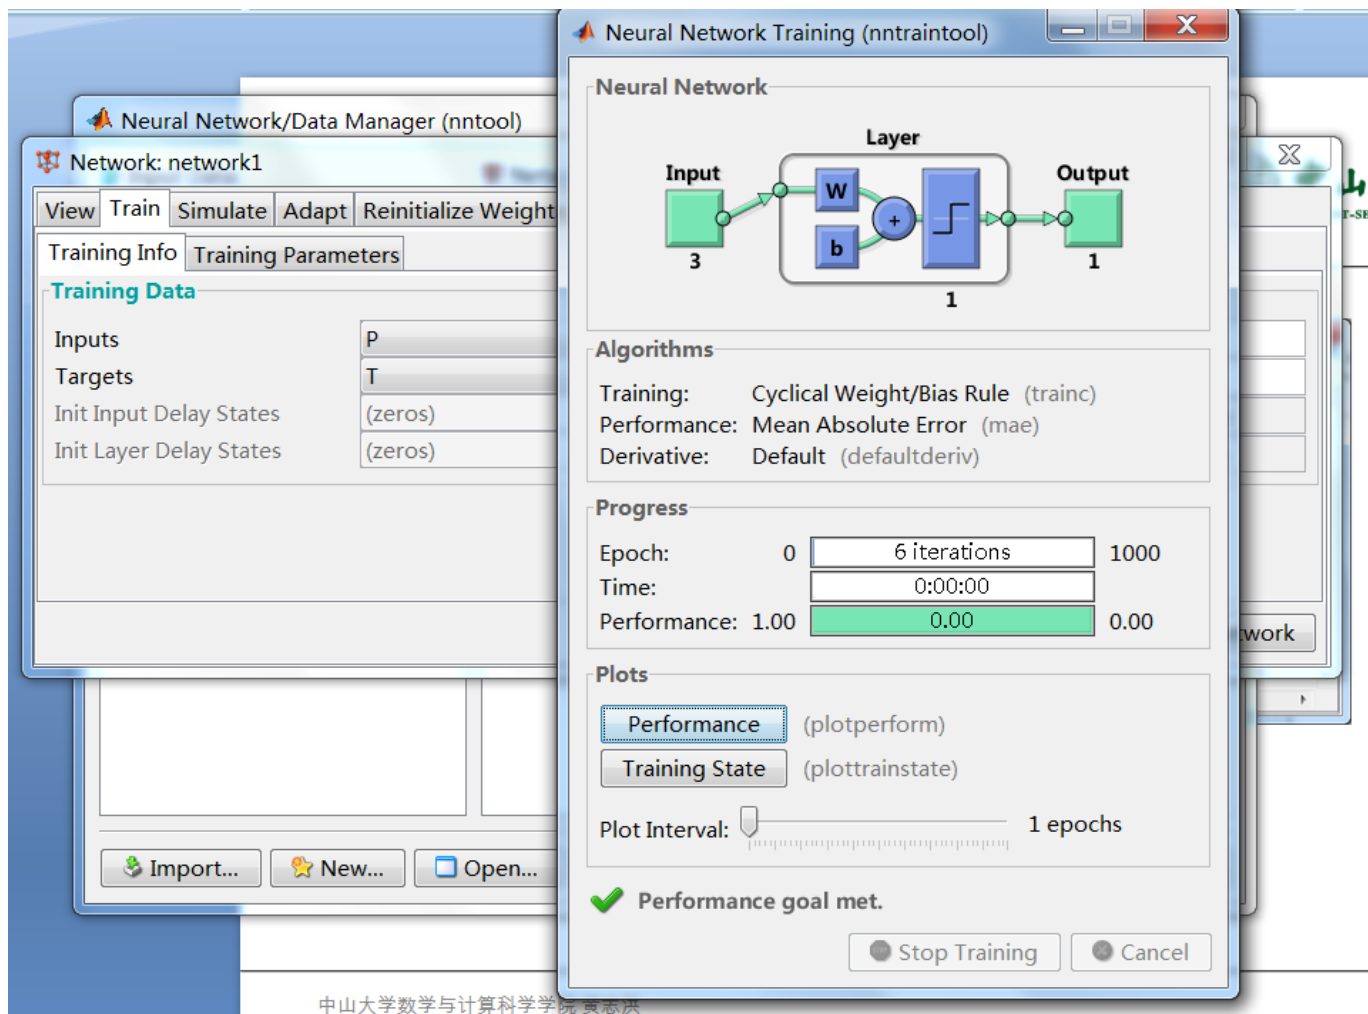 Neural Network Training (nntraintool)
Neural Network/Data Manager (nntool)
Network: network1
View Train Simulate Adapt Reinitialize Weight
Training Info Training Parameters
Training Data
Inputs P
Targets T
Init Input Delay States (zeros)
Init Layer Delay States (zeros)
work
Import... New... Open...
Neural Network
Layer
Input Output
W
+
b
3 1
1
Algorithms
Training: Cyclical Weight/Bias Rule (trainc)
Performance: Mean Absolute Error (mae)
Derivative: Default (defaultderiv)
Progress
Epoch: 0 6 iterations 1000
Time: 0:00:00
Performance: 1.00 0.00 0.00
Plots
Performance (plotperform)
Training State (plottrainstate)
Plot Interval: 1 epochs
Performance goal met.
Stop Training Cancel
山
T-SE
中山大学数学与计算科学学院 黄志洪